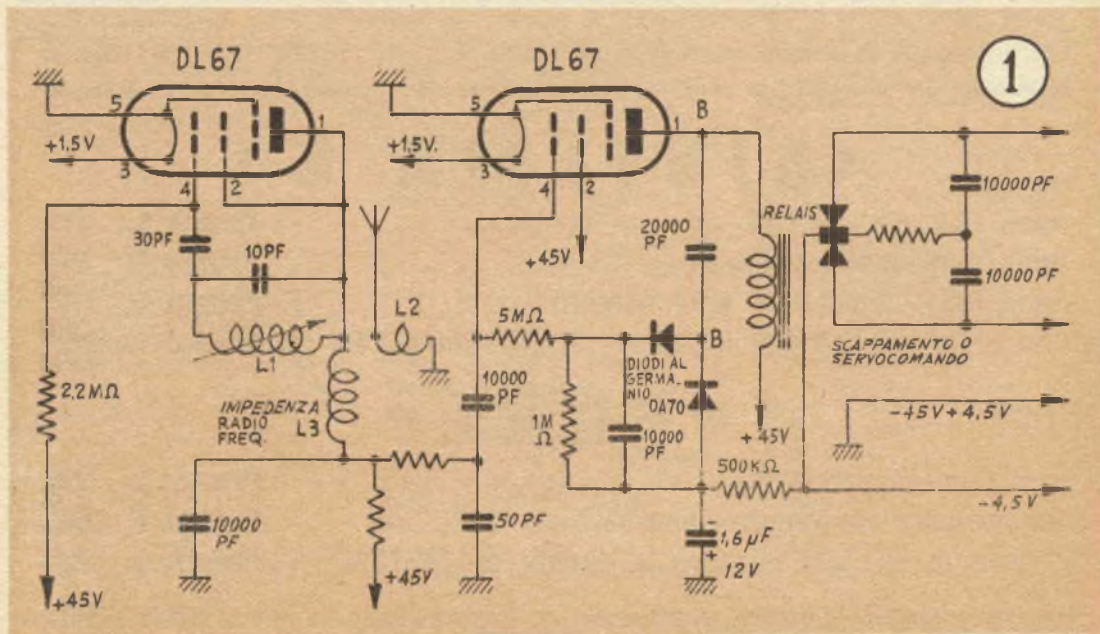 DL67
DL67
1
5
1
+1.5V
3
4
2
5
B
1
+1.5V.
3
4
2
30PF
10PF
L2
L1
2,2MΩ
IMPEDENZA
RADIO
FREQ.
L3
10000
PF
+45V
+45V
+45V
5MΩ
10000
PF
50PF
1M
Ω
10000
PF
20000
PF
B
DIODI AL
GERMA-
NIO
OA70
RELAIS
+45V
500KΩ
1,6µF
-
+
12V
10000PF
10000PF
SCAPPAMENTO O
SERVOCOMANDO
-45V+4,5V
-4,5V